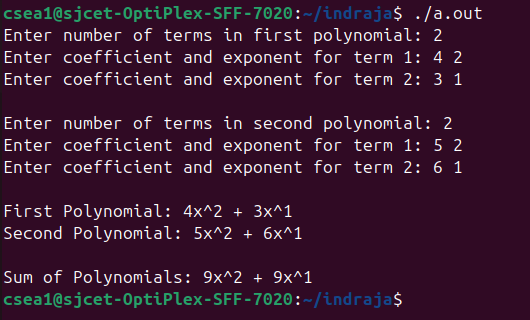 csea1@sjcet-OptiPlex-SFF-7020:~/indraja$ ./a.out
Enter number of terms in first polynomial: 2
Enter coefficient and exponent for term 1: 4 2
Enter coefficient and exponent for term 2: 3 1
Enter number of terms in second polynomial: 2
Enter coefficient and exponent for term 1: 5 2
Enter coefficient and exponent for term 2: 6 1
First Polynomial: 4x^2 + 3x^1
Second Polynomial: 5x^2 + 6x^1
Sum of Polynomials: 9x^2 + 9x^1
csea1@sjcet-OptiPlex-SFF-7020:~/indraja$